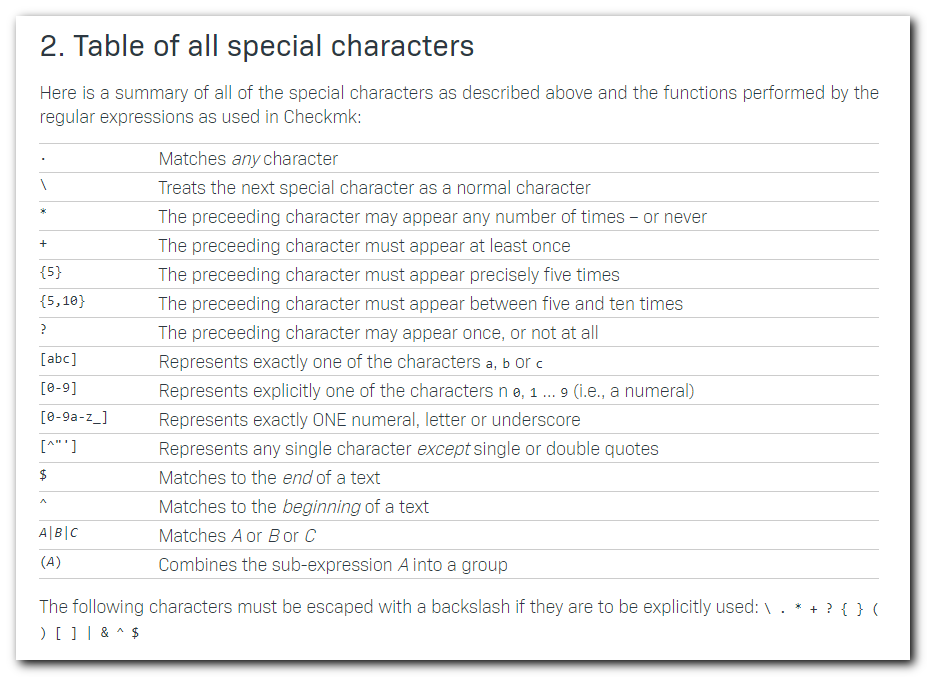 2. Table of all special characters
Here is a summary of all of the special characters as described above and the functions performed by the
regular expressions as used in Checkmk:
. Matches any character
\ Treats the next special character as a normal character
* The preceeding character may appear any number of times – or never
+ The preceeding character must appear at least once
{5} The preceeding character must appear precisely five times
{5,10} The preceeding character must appear between five and ten times
? The preceeding character may appear once, or not at all
[abc] Represents exactly one of the characters a, b or c
[0-9] Represents explicitly one of the characters n 0, 1 ... 9 (i.e., a numeral)
[0-9a-z_] Represents exactly ONE numeral, letter or underscore
[^"'] Represents any single character except single or double quotes
$ Matches to the end of a text
^ Matches to the beginning of a text
A|B|C Matches A or B or C
(A) Combines the sub-expression A into a group
The following characters must be escaped with a backslash if they are to be explicitly used: \ . * + ? { } (
) [ ] | & ^ $